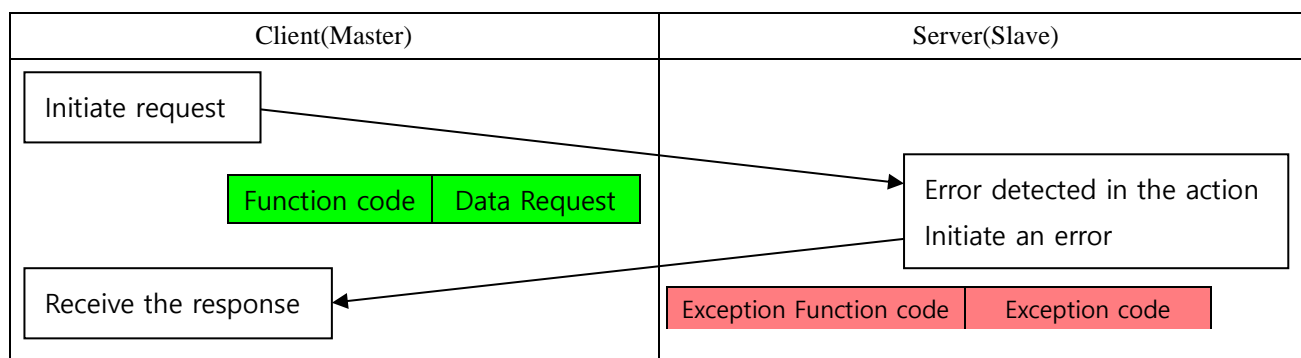 Client(Master)
Server(Slave)
Initiate request
Function code
Data Request
Error detected in the action
Initiate an error
Receive the response
Exception Function code
Exception code